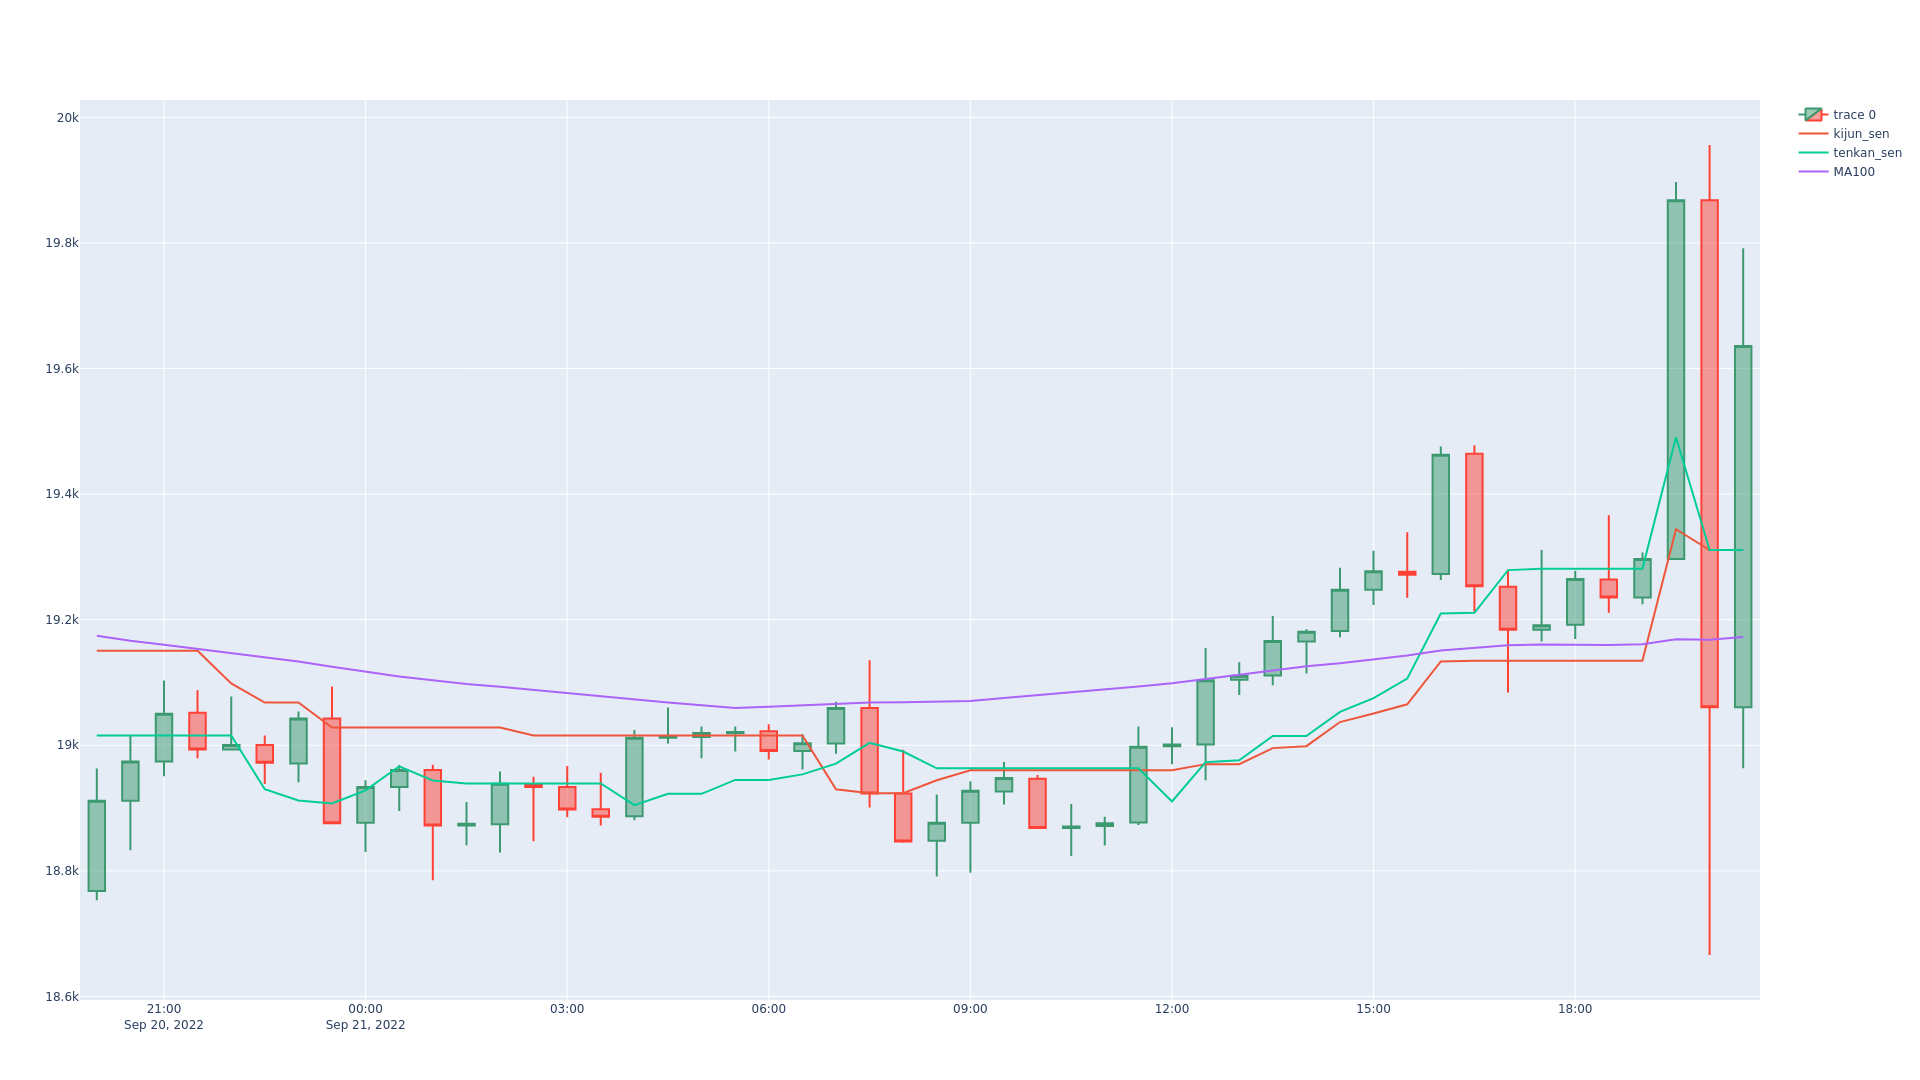 20k
19.8k
19.6k
19.4k
19.2k
19k
18.8k
18.6k
21:00
Sep 20, 2022
00:00
Sep 21, 2022
03:00
06:00
09:00
12:00
15:00
18:00
trace 0
kijun_sen
tenkan_sen
MA100